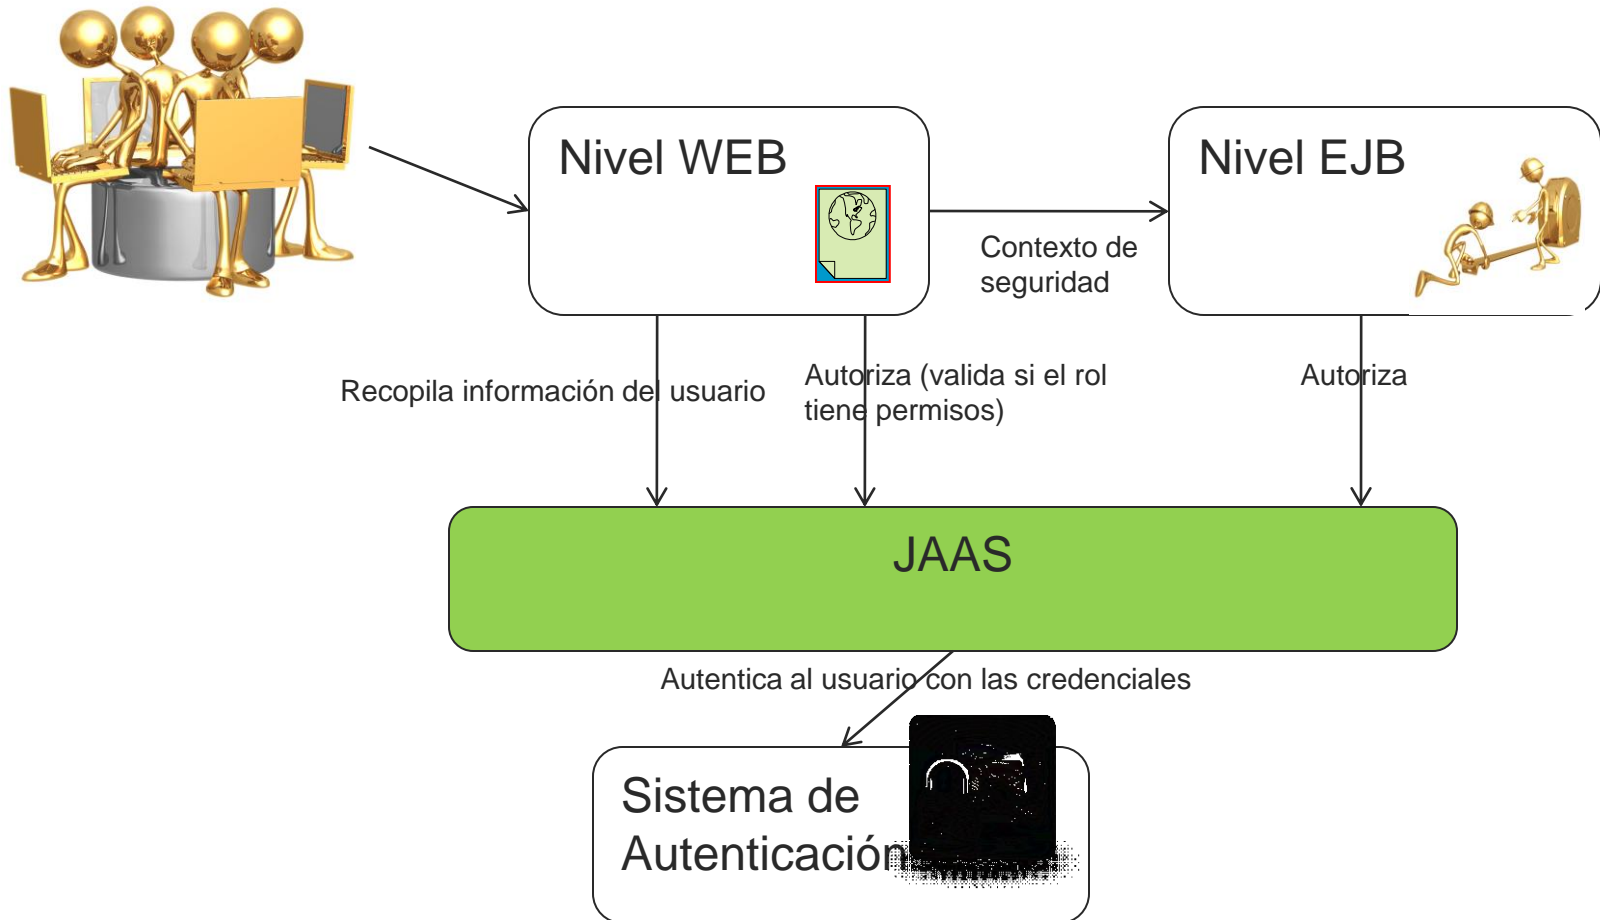 Nivel WEB
Nivel EJB
Contexto de
seguridad
Recopila información del usuario
Autoriza (valida si el rol
tiene permisos)
Autoriza
JAAS
Autentica al usuario con las credenciales
Sistema de
Autenticación